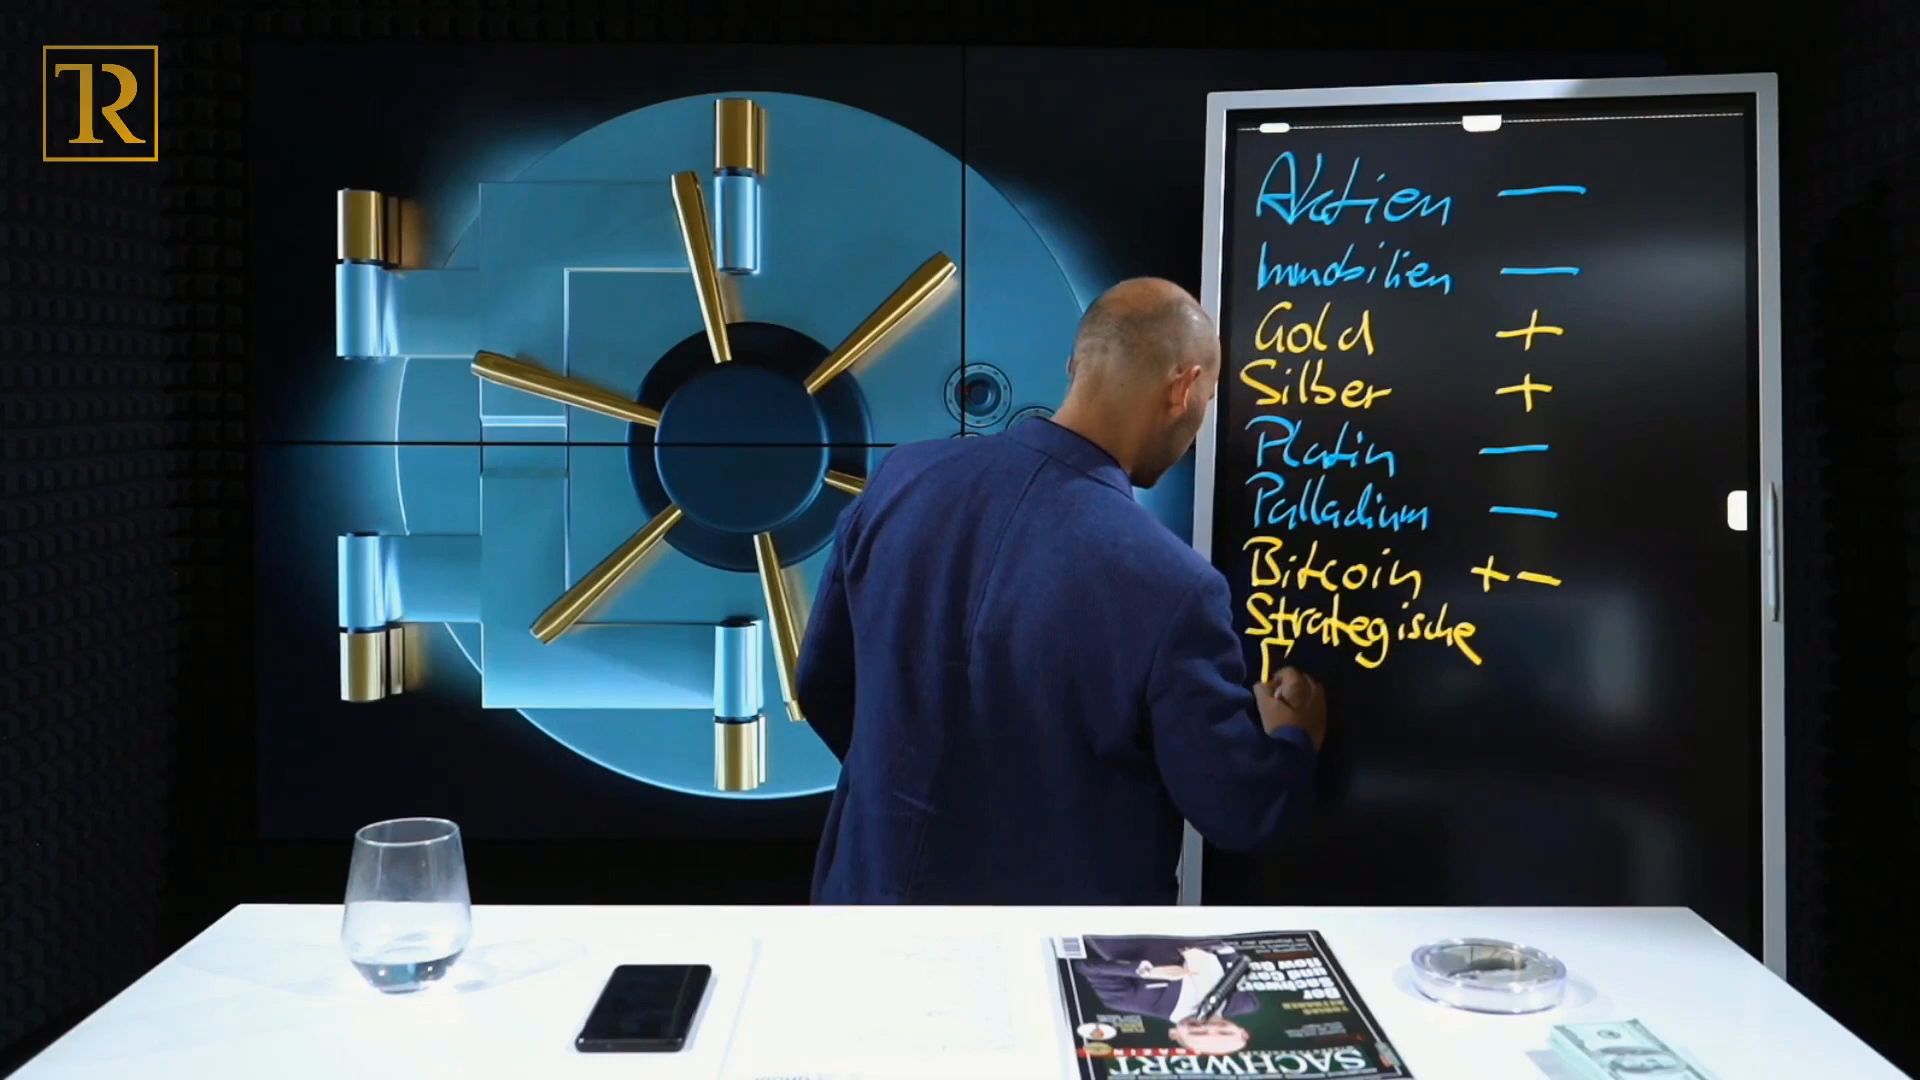 TR
Aktien —
Immobilien —
Gold +
Silber +
Platin —
Palladium —
Bitcoin + -
Strategische
SACHWERT